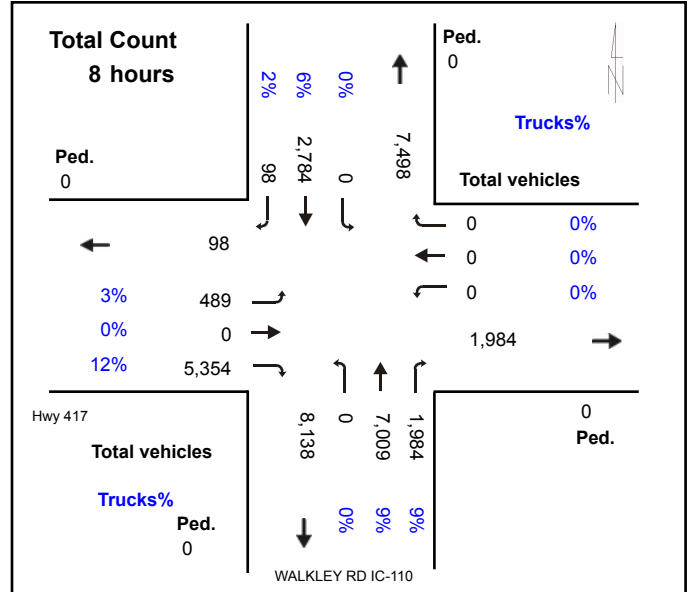 Total Count
8 hours
2%
6%
0%
98
2,784
0
7,498
Ped.
0
N
Trucks%
Total vehicles
Ped.
0
98
3% 489
0% 0
12% 5,354
0 0%
0 0%
0 0%
1,984
Hwy 417
Total vehicles
Trucks%
Ped.
0
8,138
0
7,009
1,984
0%
9%
9%
0
Ped.
WALKLEY RD IC-110